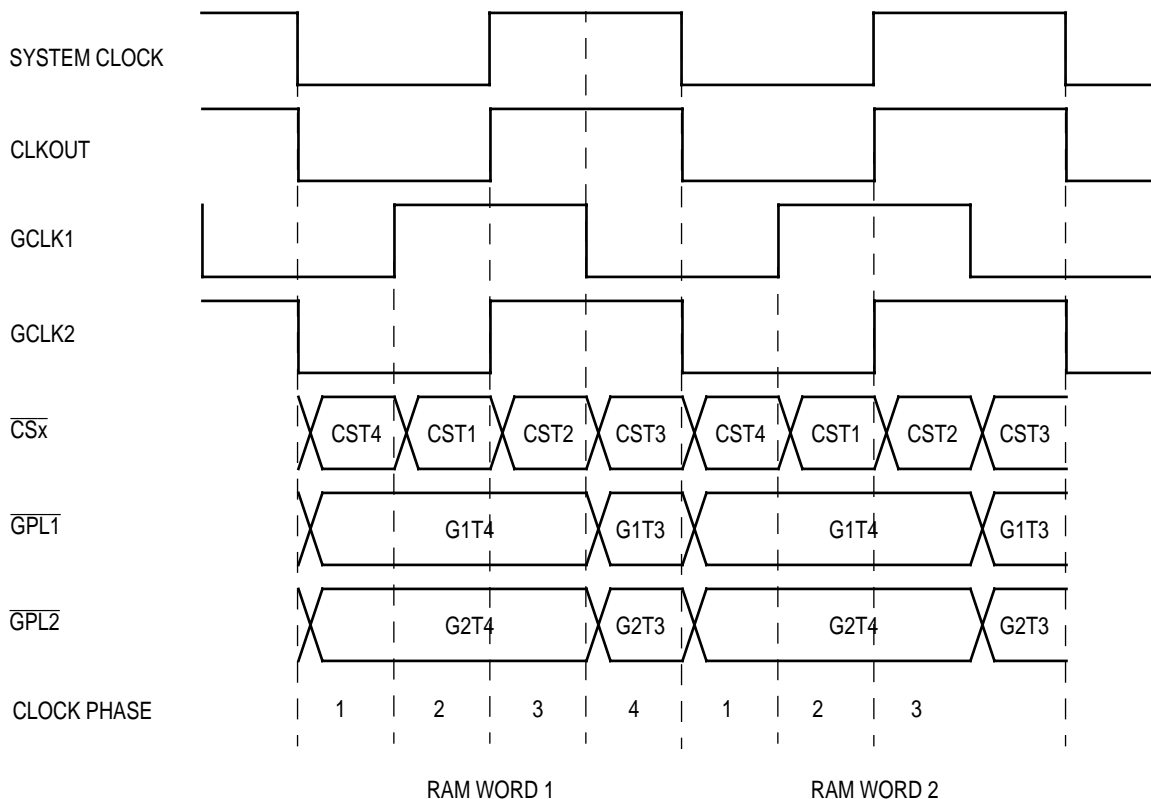 SYSTEM CLOCK
CLKOUT
GCLK1
GCLK2
CSx CST4 CST1 CST2 CST3 CST4 CST1 CST2 CST3
GPL1 G1T4 G1T3 G1T4 G1T3
GPL2 G2T4 G2T3 G2T4 G2T3
CLOCK PHASE 1 2 3 4 1 2 3
RAM WORD 1 RAM WORD 2